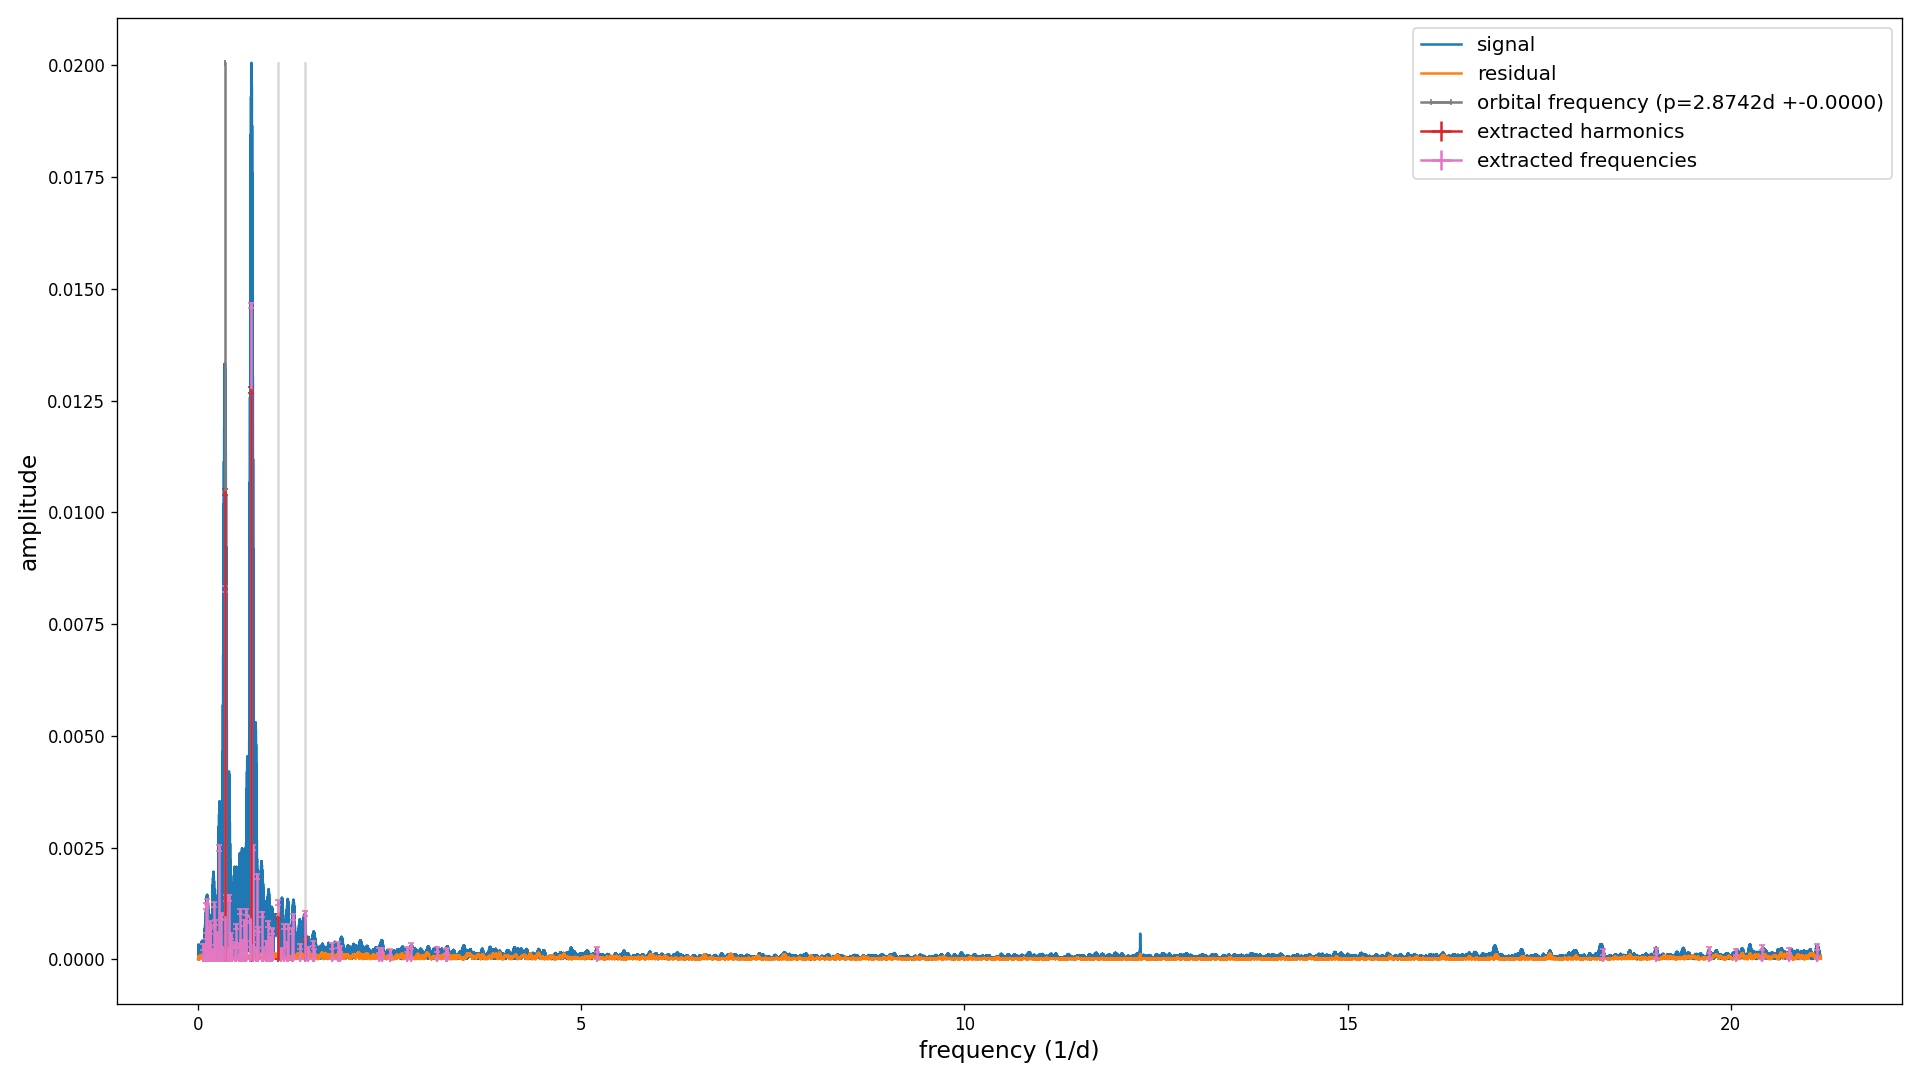 signal
residual
orbital frequency (p=2.8742d +-0.0000)
extracted harmonics
extracted frequencies
0.0200
0.0175
0.0150
0.0125
0.0100
0.0075
0.0050
0.0025
0.0000
amplitude
0
5
10
15
20
frequency (1/d)